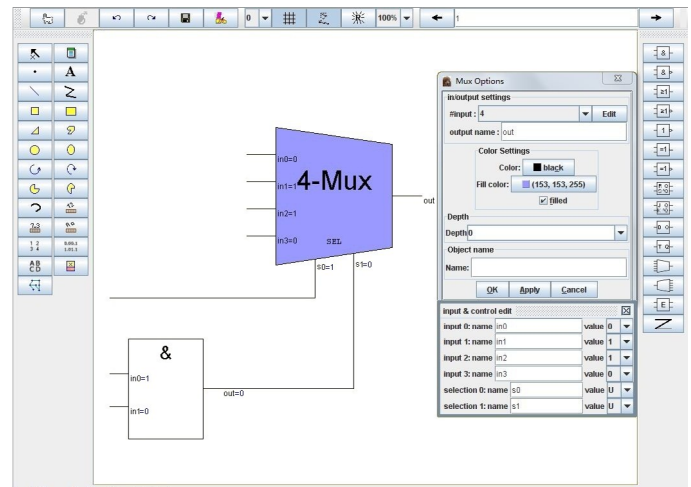 0
R
100%
1
A
A B
C D
1 2
3 4
&
&
≥1
≥1
1
=1
=1
E
in0=0
in1=1
4-Mux
in2=1
in3=0
SEL
out
s0=1
s1=0
&
in0=1
in1=0
out=0
Mux Options
in/output settings
#input : 4
Edit
output name : out
Color Settings
Color: black
Fill color: (153, 153, 255)
filled
Depth
Depth 0
Object name
Name:
OK Apply Cancel
input & control edit
input 0: name in0 value 0
input 1: name in1 value 1
input 2: name in2 value 1
input 3: name in3 value 0
selection 0: name s0 value U
selection 1: name s1 value U